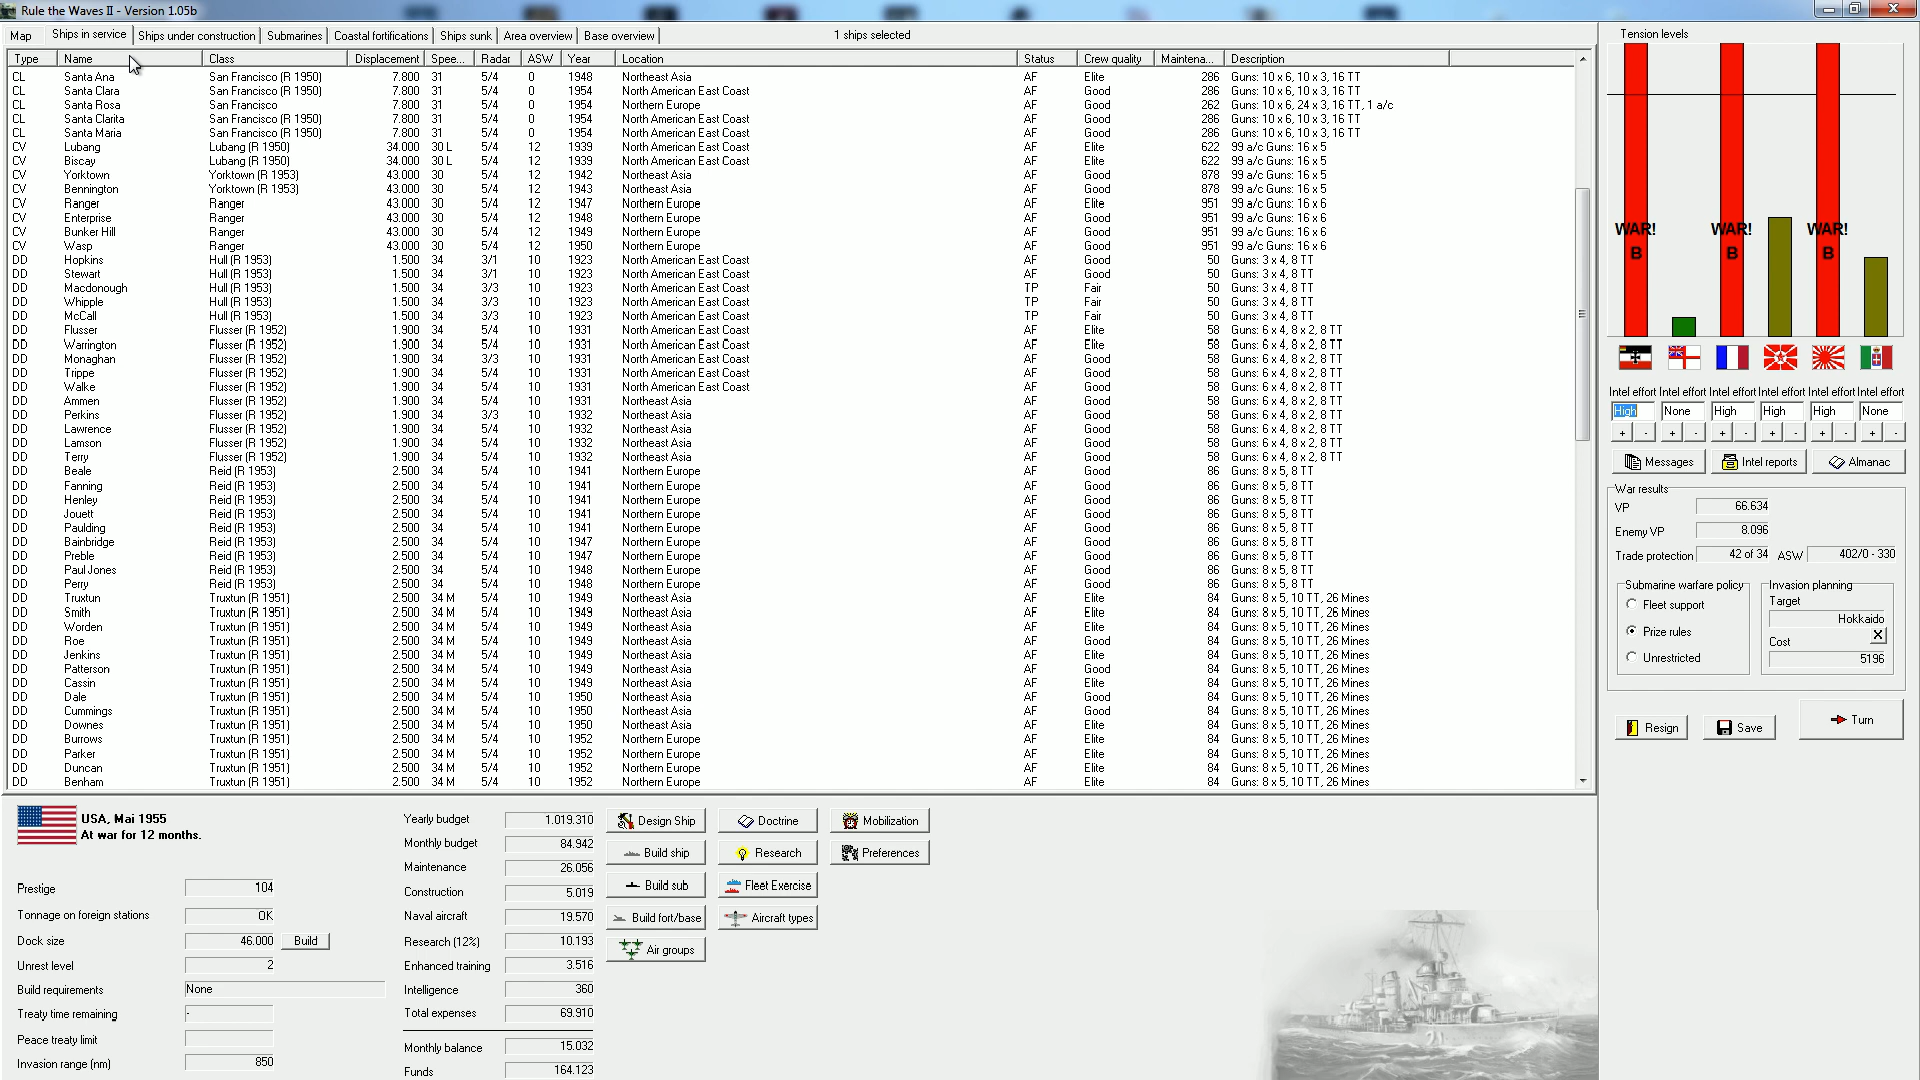 Rule the Waves II - Version 1.05b
Map Ships in service Ships under construction Submarines Coastal fortifications Ships sunk Area overview Base overview 1 ships selected
Type Name Class Displacement Spee... Radar ASW Year Location Status Crew quality Maintena... Description
CL Santa Ana San Francisco (R 1950) 7.800 31 5/4 0 1948 Northeast Asia AF Elite 286 Guns: 10 x 6, 10 x 3, 16 TT
CL Santa Clara San Francisco (R 1950) 7.800 31 5/4 0 1954 North American East Coast AF Good 286 Guns: 10 x 6, 10 x 3, 16 TT
CL Santa Rosa San Francisco 7.800 31 5/4 0 1954 Northern Europe AF Good 262 Guns: 10 x 6, 24 x 3, 16 TT, 1 a/c
CL Santa Clarita San Francisco (R 1950) 7.800 31 5/4 0 1954 North American East Coast AF Good 286 Guns: 10 x 6, 10 x 3, 16 TT
CL Santa Maria San Francisco (R 1950) 7.800 31 5/4 0 1954 North American East Coast AF Good 286 Guns: 10 x 6, 10 x 3, 16 TT
CV Lubang Lubang (R 1950) 34.000 30 L 5/4 12 1939 North American East Coast AF Elite 622 99 a/c Guns: 16 x 5
CV Biscay Lubang (R 1950) 34.000 30 L 5/4 12 1939 North American East Coast AF Elite 622 99 a/c Guns: 16 x 5
CV Yorktown Yorktown (R 1953) 43.000 30 5/4 12 1942 Northeast Asia AF Good 878 99 a/c Guns: 16 x 5
CV Bennington Yorktown (R 1953) 43.000 30 5/4 12 1943 Northeast Asia AF Good 878 99 a/c Guns: 16 x 5
CV Ranger Ranger 43.000 30 5/4 12 1947 Northern Europe AF Elite 951 99 a/c Guns: 16 x 6
CV Enterprise Ranger 43.000 30 5/4 12 1948 Northern Europe AF Good 951 99 a/c Guns: 16 x 6
CV Bunker Hill Ranger 43.000 30 5/4 12 1949 Northern Europe AF Good 951 99 a/c Guns: 16 x 6
CV Wasp Ranger 43.000 30 5/4 12 1950 Northern Europe AF Good 951 99 a/c Guns: 16 x 6
DD Hopkins Hull (R 1953) 1.500 34 3/1 10 1923 North American East Coast AF Good 50 Guns: 3 x 4, 8 TT
DD Stewart Hull (R 1953) 1.500 34 3/1 10 1923 North American East Coast AF Good 50 Guns: 3 x 4, 8 TT
DD Macdonough Hull (R 1953) 1.500 34 3/3 10 1923 North American East Coast TP Fair 50 Guns: 3 x 4, 8 TT
DD Whipple Hull (R 1953) 1.500 34 3/3 10 1923 North American East Coast TP Fair 50 Guns: 3 x 4, 8 TT
DD McCall Hull (R 1953) 1.500 34 3/3 10 1923 North American East Coast TP Fair 50 Guns: 3 x 4, 8 TT
DD Flusser Flusser (R 1952) 1.900 34 5/4 10 1931 North American East Coast AF Elite 58 Guns: 6 x 4, 8 x 2, 8 TT
DD Warrington Flusser (R 1952) 1.900 34 5/4 10 1931 North American East Coast AF Elite 58 Guns: 6 x 4, 8 x 2, 8 TT
DD Monaghan Flusser (R 1952) 1.900 34 3/3 10 1931 North American East Coast AF Good 58 Guns: 6 x 4, 8 x 2, 8 TT
DD Trippe Flusser (R 1952) 1.900 34 5/4 10 1931 North American East Coast AF Good 58 Guns: 6 x 4, 8 x 2, 8 TT
DD Walke Flusser (R 1952) 1.900 34 5/4 10 1931 North American East Coast AF Good 58 Guns: 6 x 4, 8 x 2, 8 TT
DD Ammen Flusser (R 1952) 1.900 34 5/4 10 1931 Northeast Asia AF Good 58 Guns: 6 x 4, 8 x 2, 8 TT
DD Perkins Flusser (R 1952) 1.900 34 3/3 10 1932 Northeast Asia AF Good 58 Guns: 6 x 4, 8 x 2, 8 TT
DD Lawrence Flusser (R 1952) 1.900 34 5/4 10 1932 Northeast Asia AF Good 58 Guns: 6 x 4, 8 x 2, 8 TT
DD Lamson Flusser (R 1952) 1.900 34 5/4 10 1932 Northeast Asia AF Good 58 Guns: 6 x 4, 8 x 2, 8 TT
DD Terry Flusser (R 1952) 1.900 34 5/4 10 1932 Northeast Asia AF Good 58 Guns: 6 x 4, 8 x 2, 8 TT
DD Beale Reid (R 1953) 2.500 34 5/4 10 1941 Northern Europe AF Good 86 Guns: 8 x 5, 8 TT
DD Fanning Reid (R 1953) 2.500 34 5/4 10 1941 Northern Europe AF Good 86 Guns: 8 x 5, 8 TT
DD Henley Reid (R 1953) 2.500 34 5/4 10 1941 Northern Europe AF Good 86 Guns: 8 x 5, 8 TT
DD Jouett Reid (R 1953) 2.500 34 5/4 10 1941 Northern Europe AF Good 86 Guns: 8 x 5, 8 TT
DD Paulding Reid (R 1953) 2.500 34 5/4 10 1941 Northern Europe AF Good 86 Guns: 8 x 5, 8 TT
DD Bainbridge Reid (R 1953) 2.500 34 5/4 10 1947 Northern Europe AF Good 86 Guns: 8 x 5, 8 TT
DD Preble Reid (R 1953) 2.500 34 5/4 10 1947 Northern Europe AF Good 86 Guns: 8 x 5, 8 TT
DD Paul Jones Reid (R 1953) 2.500 34 5/4 10 1948 Northern Europe AF Good 86 Guns: 8 x 5, 8 TT
DD Perry Reid (R 1953) 2.500 34 5/4 10 1948 Northern Europe AF Good 86 Guns: 8 x 5, 8 TT
DD Truxtun Truxtun (R 1951) 2.500 34 M 5/4 10 1949 Northeast Asia AF Elite 84 Guns: 8 x 5, 10 TT, 26 Mines
DD Smith Truxtun (R 1951) 2.500 34 M 5/4 10 1949 Northeast Asia AF Elite 84 Guns: 8 x 5, 10 TT, 26 Mines
DD Worden Truxtun (R 1951) 2.500 34 M 5/4 10 1949 Northeast Asia AF Elite 84 Guns: 8 x 5, 10 TT, 26 Mines
DD Roe Truxtun (R 1951) 2.500 34 M 5/4 10 1949 Northeast Asia AF Good 84 Guns: 8 x 5, 10 TT, 26 Mines
DD Jenkins Truxtun (R 1951) 2.500 34 M 5/4 10 1949 Northeast Asia AF Elite 84 Guns: 8 x 5, 10 TT, 26 Mines
DD Patterson Truxtun (R 1951) 2.500 34 M 5/4 10 1949 Northeast Asia AF Good 84 Guns: 8 x 5, 10 TT, 26 Mines
DD Cassin Truxtun (R 1951) 2.500 34 M 5/4 10 1949 Northeast Asia AF Elite 84 Guns: 8 x 5, 10 TT, 26 Mines
DD Dale Truxtun (R 1951) 2.500 34 M 5/4 10 1950 Northeast Asia AF Good 84 Guns: 8 x 5, 10 TT, 26 Mines
DD Cummings Truxtun (R 1951) 2.500 34 M 5/4 10 1950 Northeast Asia AF Good 84 Guns: 8 x 5, 10 TT, 26 Mines
DD Downes Truxtun (R 1951) 2.500 34 M 5/4 10 1950 Northeast Asia AF Elite 84 Guns: 8 x 5, 10 TT, 26 Mines
DD Burrows Truxtun (R 1951) 2.500 34 M 5/4 10 1952 Northern Europe AF Elite 84 Guns: 8 x 5, 10 TT, 26 Mines
DD Parker Truxtun (R 1951) 2.500 34 M 5/4 10 1952 Northern Europe AF Elite 84 Guns: 8 x 5, 10 TT, 26 Mines
DD Duncan Truxtun (R 1951) 2.500 34 M 5/4 10 1952 Northern Europe AF Elite 84 Guns: 8 x 5, 10 TT, 26 Mines
DD Benham Truxtun (R 1951) 2.500 34 M 5/4 10 1952 Northern Europe AF Elite 84 Guns: 8 x 5, 10 TT, 26 Mines
Tension levels
WAR! WAR! WAR!
B B B
Intel effort Intel effort Intel effort Intel effort Intel effort Intel effort
High None High High High None
+ - + - + - + - + - + -
Messages Intel reports Almanac
War results
VP 66.634
Enemy VP 8.096
Trade protection 42 of 34 ASW 402/0 - 330
Submarine warfare policy
Fleet support
Prize rules
Unrestricted
Invasion planning
Target
Hokkaido
Cost X
5196
Resign Save Turn
USA, Mai 1955
At war for 12 months.
Prestige 104
Tonnage on foreign stations OK
Dock size 46.000 Build
Unrest level 2
Build requirements None
Treaty time remaining -
Peace treaty limit
Invasion range (nm) 850
Yearly budget 1.019.310
Monthly budget 84.942
Maintenance 26.056
Construction 5.019
Naval aircraft 19.570
Research (12%) 10.193
Enhanced training 3.516
Intelligence 360
Total expenses 69.910
Monthly balance 15.032
Funds 164.123
Design Ship Doctrine Mobilization
Build ship Research Preferences
Build sub Fleet Exercise
Build fort/base Aircraft types
Air groups